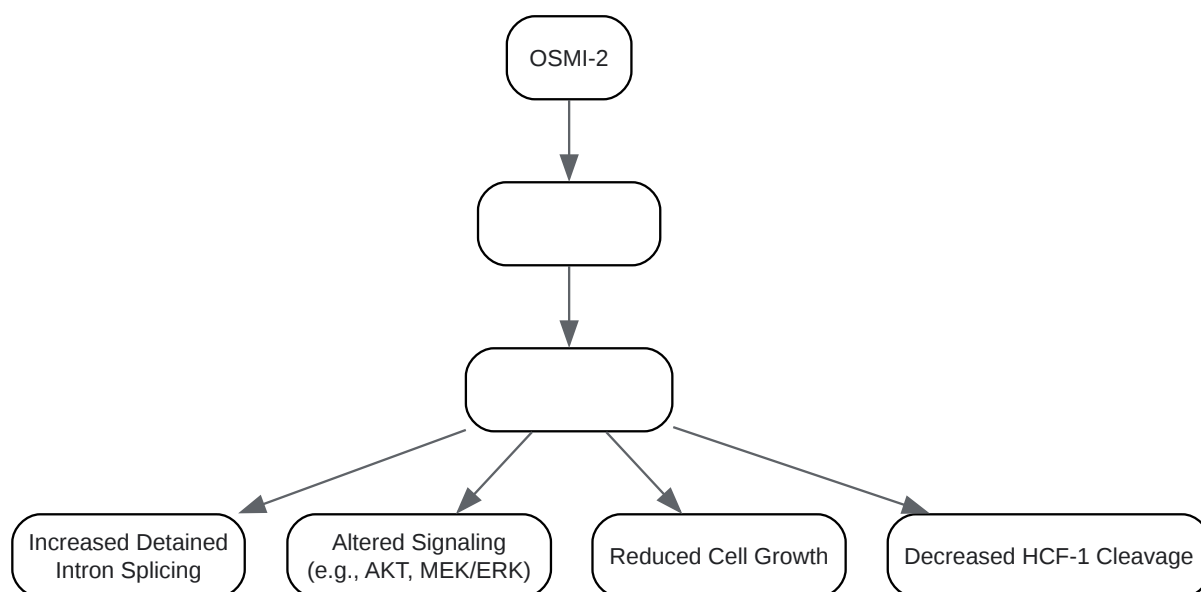 OSMI-2
Increased Detained
Intron Splicing
Altered Signaling
(e.g., AKT, MEK/ERK)
Reduced Cell Growth
Decreased HCF-1 Cleavage